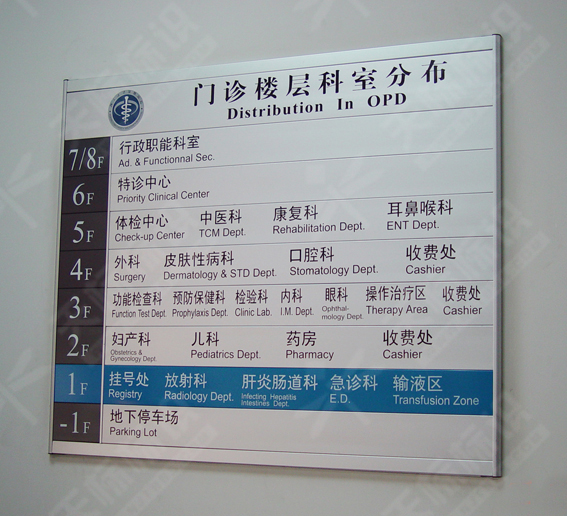 门诊楼层科室分布
Distribution In OPD
7/8F 行政职能科室
Ad. & Functionnal Sec.
6F 特诊中心
Priority Clinical Center
5F 体检中心 中医科 康复科 耳鼻喉科
Check-up Center TCM Dept. Rehabilitation Dept. ENT Dept.
4F 外科 皮肤性病科 口腔科 收费处
Surgery Dermatology & STD Dept. Stomatology Dept. Cashier
3F 功能检查科 预防保健科 检验科 内科 眼科 操作治疗区 收费处
Function Test Dept. Prophylaxis Dept. Clinic Lab. I.M. Dept. Ophthal-mology Dept. Therapy Area Cashier
2F 妇产科 儿科 药房 收费处
Obstetrics & Gynecology Dept. Pediatrics Dept. Pharmacy Cashier
1F 挂号处 放射科 肝炎肠道科 急诊科 输液区
Registry Radiology Dept. Infecting Hepatitis Intestines Dept. E.D. Transfusion Zone
-1F 地下停车场
Parking Lot